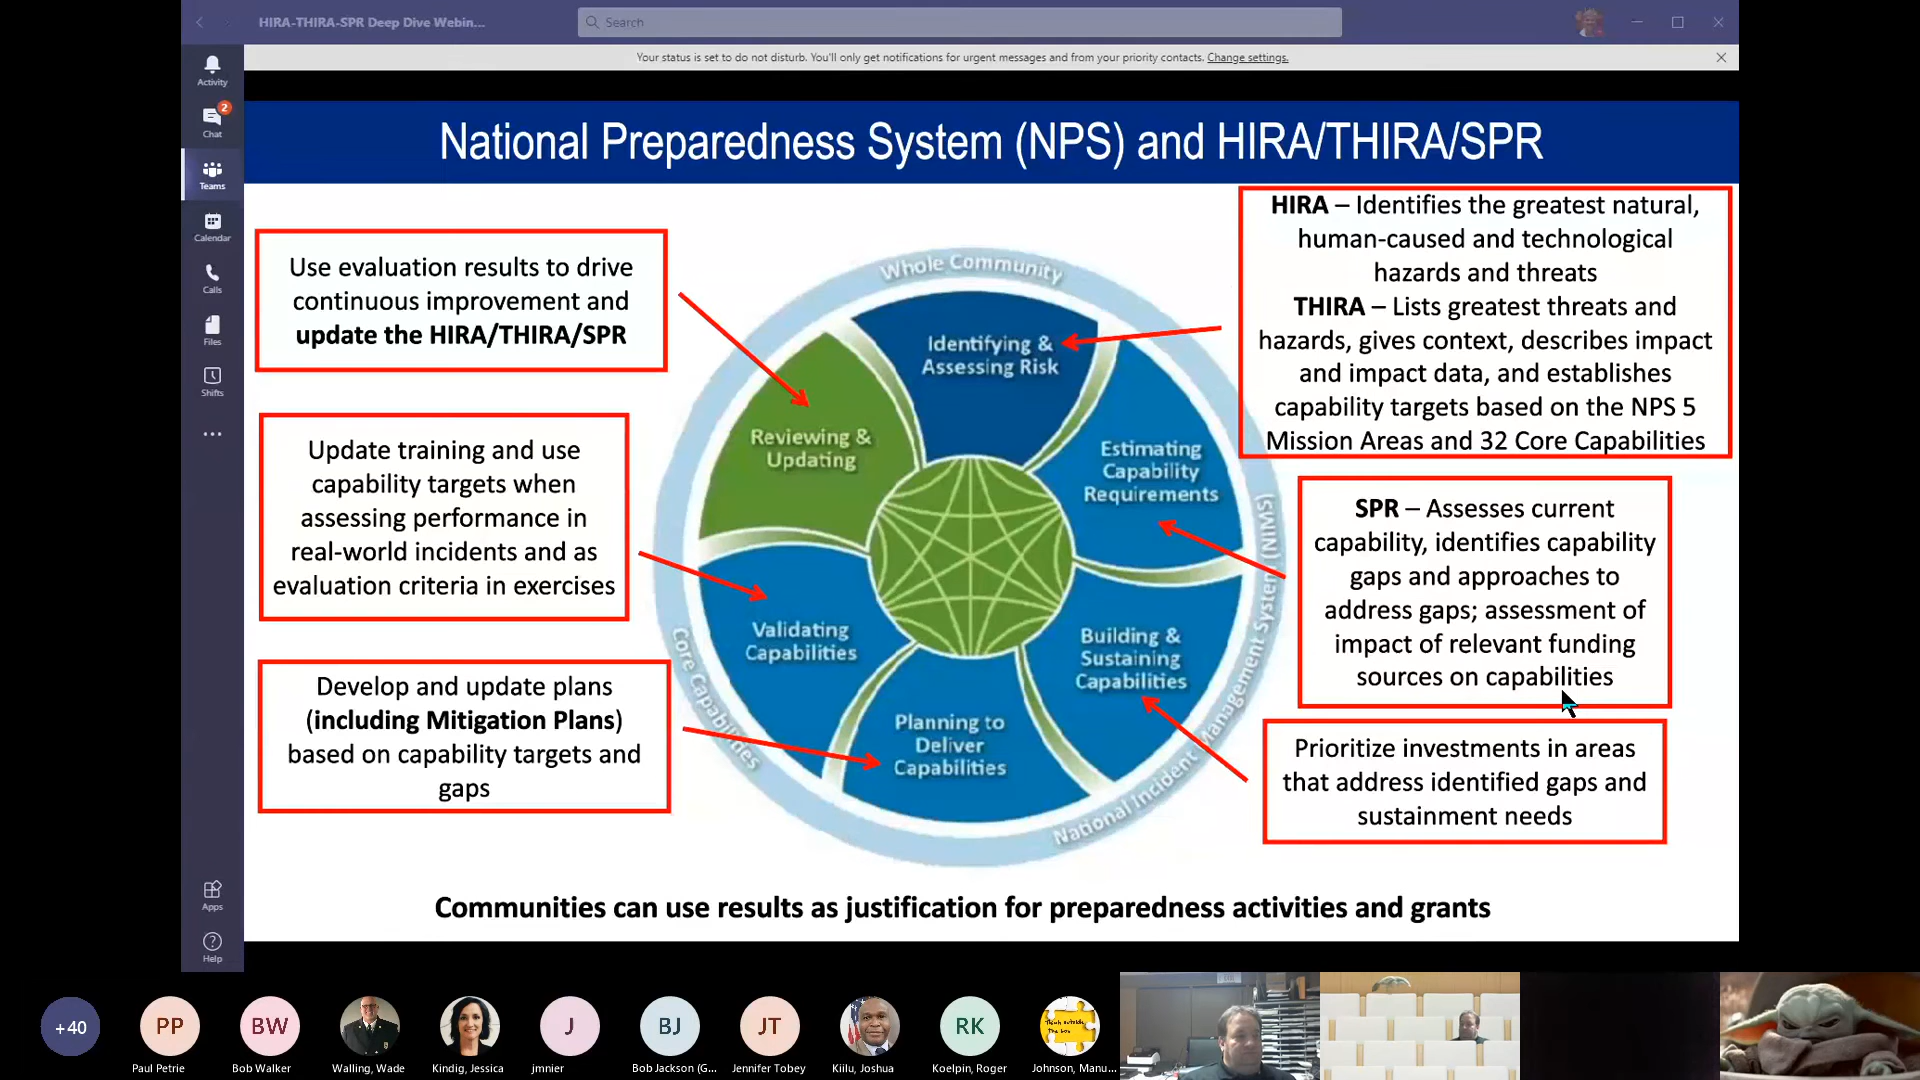 HIRA-THIRA-SPR Deep Dive Webin...
Search
Your status is set to do not disturb. You'll only get notifications for urgent messages and from your priority contacts. Change settings.
Activity
2
Chat
Teams
Calendar
Calls
Files
Shifts
Apps
Help
National Preparedness System (NPS) and HIRA/THIRA/SPR
Use evaluation results to drive
continuous improvement and
update the HIRA/THIRA/SPR
Update training and use
capability targets when
assessing performance in
real-world incidents and as
evaluation criteria in exercises
Develop and update plans
(including Mitigation Plans)
based on capability targets and
gaps
Whole Community
Identifying &
Assessing Risk
Reviewing &
Updating
Estimating
Capability
Requirements
Validating
Capabilities
Building &
Sustaining
Capabilities
Planning to
Deliver
Capabilities
Core Capabilities
National Incident Management System (NIMS)
HIRA – Identifies the greatest natural,
human-caused and technological
hazards and threats
THIRA – Lists greatest threats and
hazards, gives context, describes impact
and impact data, and establishes
capability targets based on the NPS 5
Mission Areas and 32 Core Capabilities
SPR – Assesses current
capability, identifies capability
gaps and approaches to
address gaps; assessment of
impact of relevant funding
sources on capabilities
Prioritize investments in areas
that address identified gaps and
sustainment needs
Communities can use results as justification for preparedness activities and grants
+40
PP
BW
J
BJ
JT
RK
Think outside
The box
Paul Petrie
Bob Walker
Walling, Wade
Kindig, Jessica
jmnier
Bob Jackson (G...
Jennifer Tobey
Kiilu, Joshua
Koelpin, Roger
Johnson, Manu...